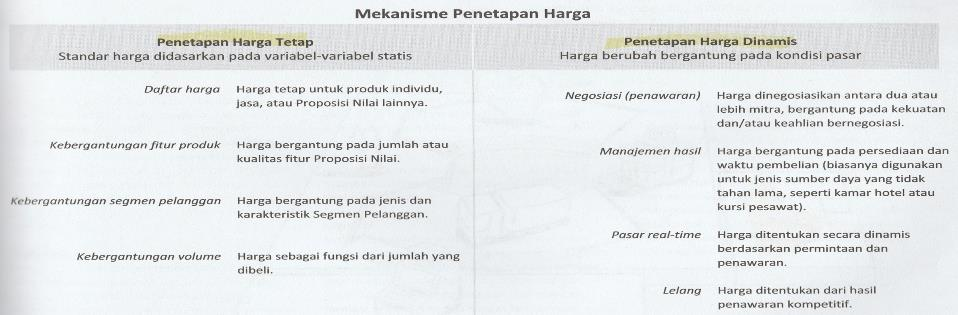 Mekanisme Penetapan Harga
Penetapan Harga Tetap
Standar harga didasarkan pada variabel-variabel statis
Daftar harga
Harga tetap untuk produk individu,
jasa, atau Proposisi Nilai lainnya.
Kebergantungan fitur produk
Harga bergantung pada jumlah atau
kualitas fitur Proposisi Nilai.
Kebergantungan segmen pelanggan
Harga bergantung pada jenis dan
karakteristik Segmen Pelanggan.
Kebergantungan volume
Harga sebagai fungsi dari jumlah yang
dibeli.
Penetapan Harga Dinamis
Harga berubah bergantung pada kondisi pasar
Negosiasi (penawaran)
Harga dinegosiasikan antara dua atau
lebih mitra, bergantung pada kekuatan
dan/atau keahlian bernegosiasi.
Manajemen hasil
Harga bergantung pada persediaan dan
waktu pembelian (biasanya digunakan
untuk jenis sumber daya yang tidak
tahan lama, seperti kamar hotel atau
kursi pesawat).
Pasar real-time
Harga ditentukan secara dinamis
berdasarkan permintaan dan
penawaran.
Lelang
Harga ditentukan dari hasil
penawaran kompetitif.